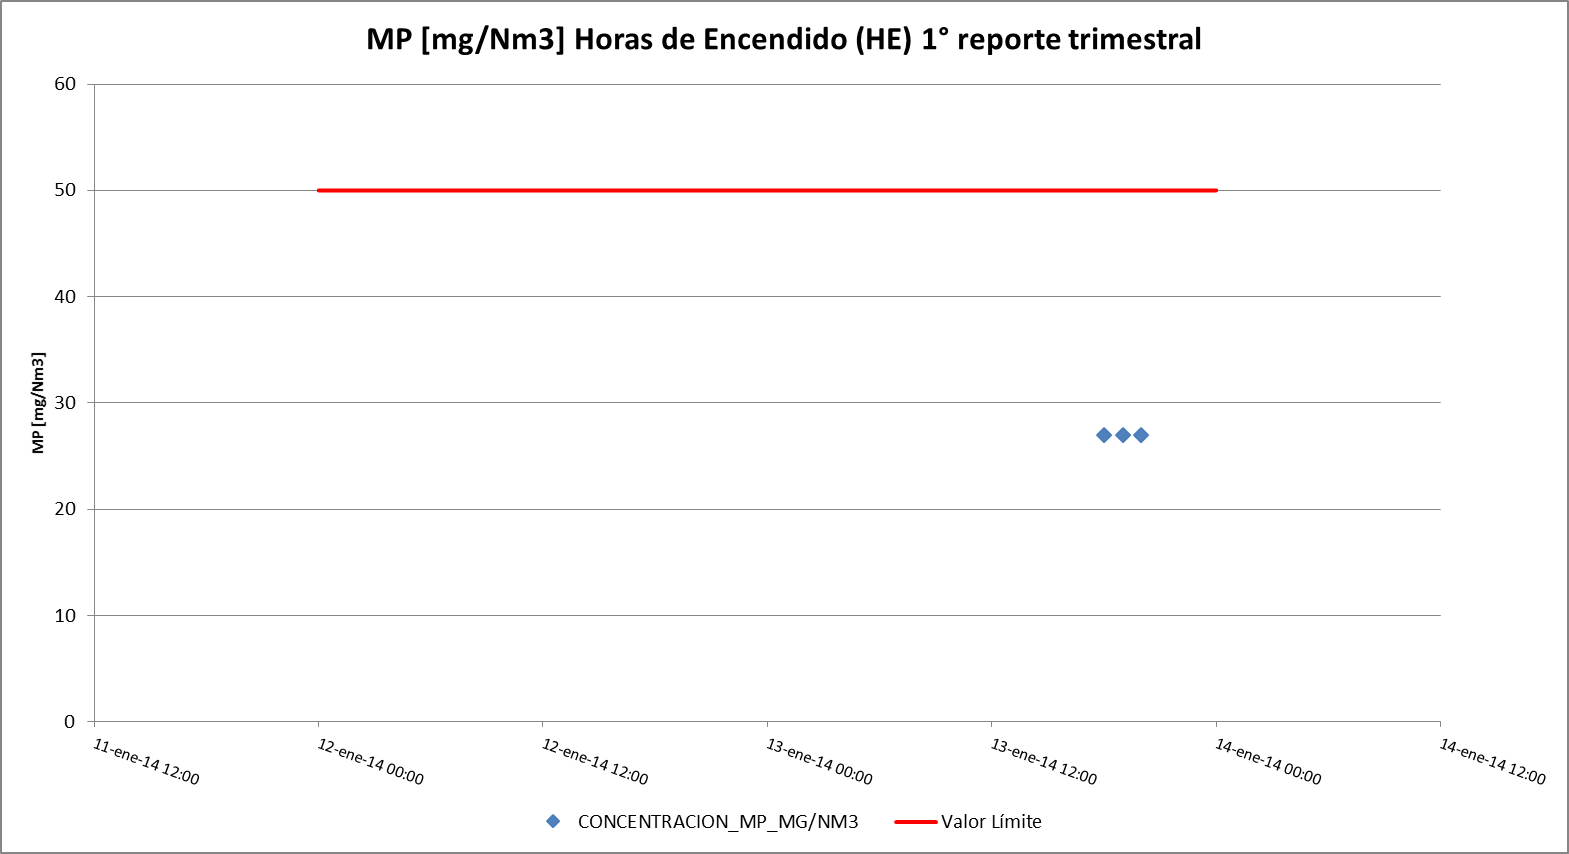 MP [mg/Nm3] Horas de Encendido (HE) 1° reporte trimestral
60
50
40
30
20
10
0
MP [mg/Nm3]
11-ene-14 12:00
12-ene-14 00:00
12-ene-14 12:00
13-ene-14 00:00
13-ene-14 12:00
14-ene-14 00:00
14-ene-14 12:00
CONCENTRACION_MP_MG/NM3
Valor Límite